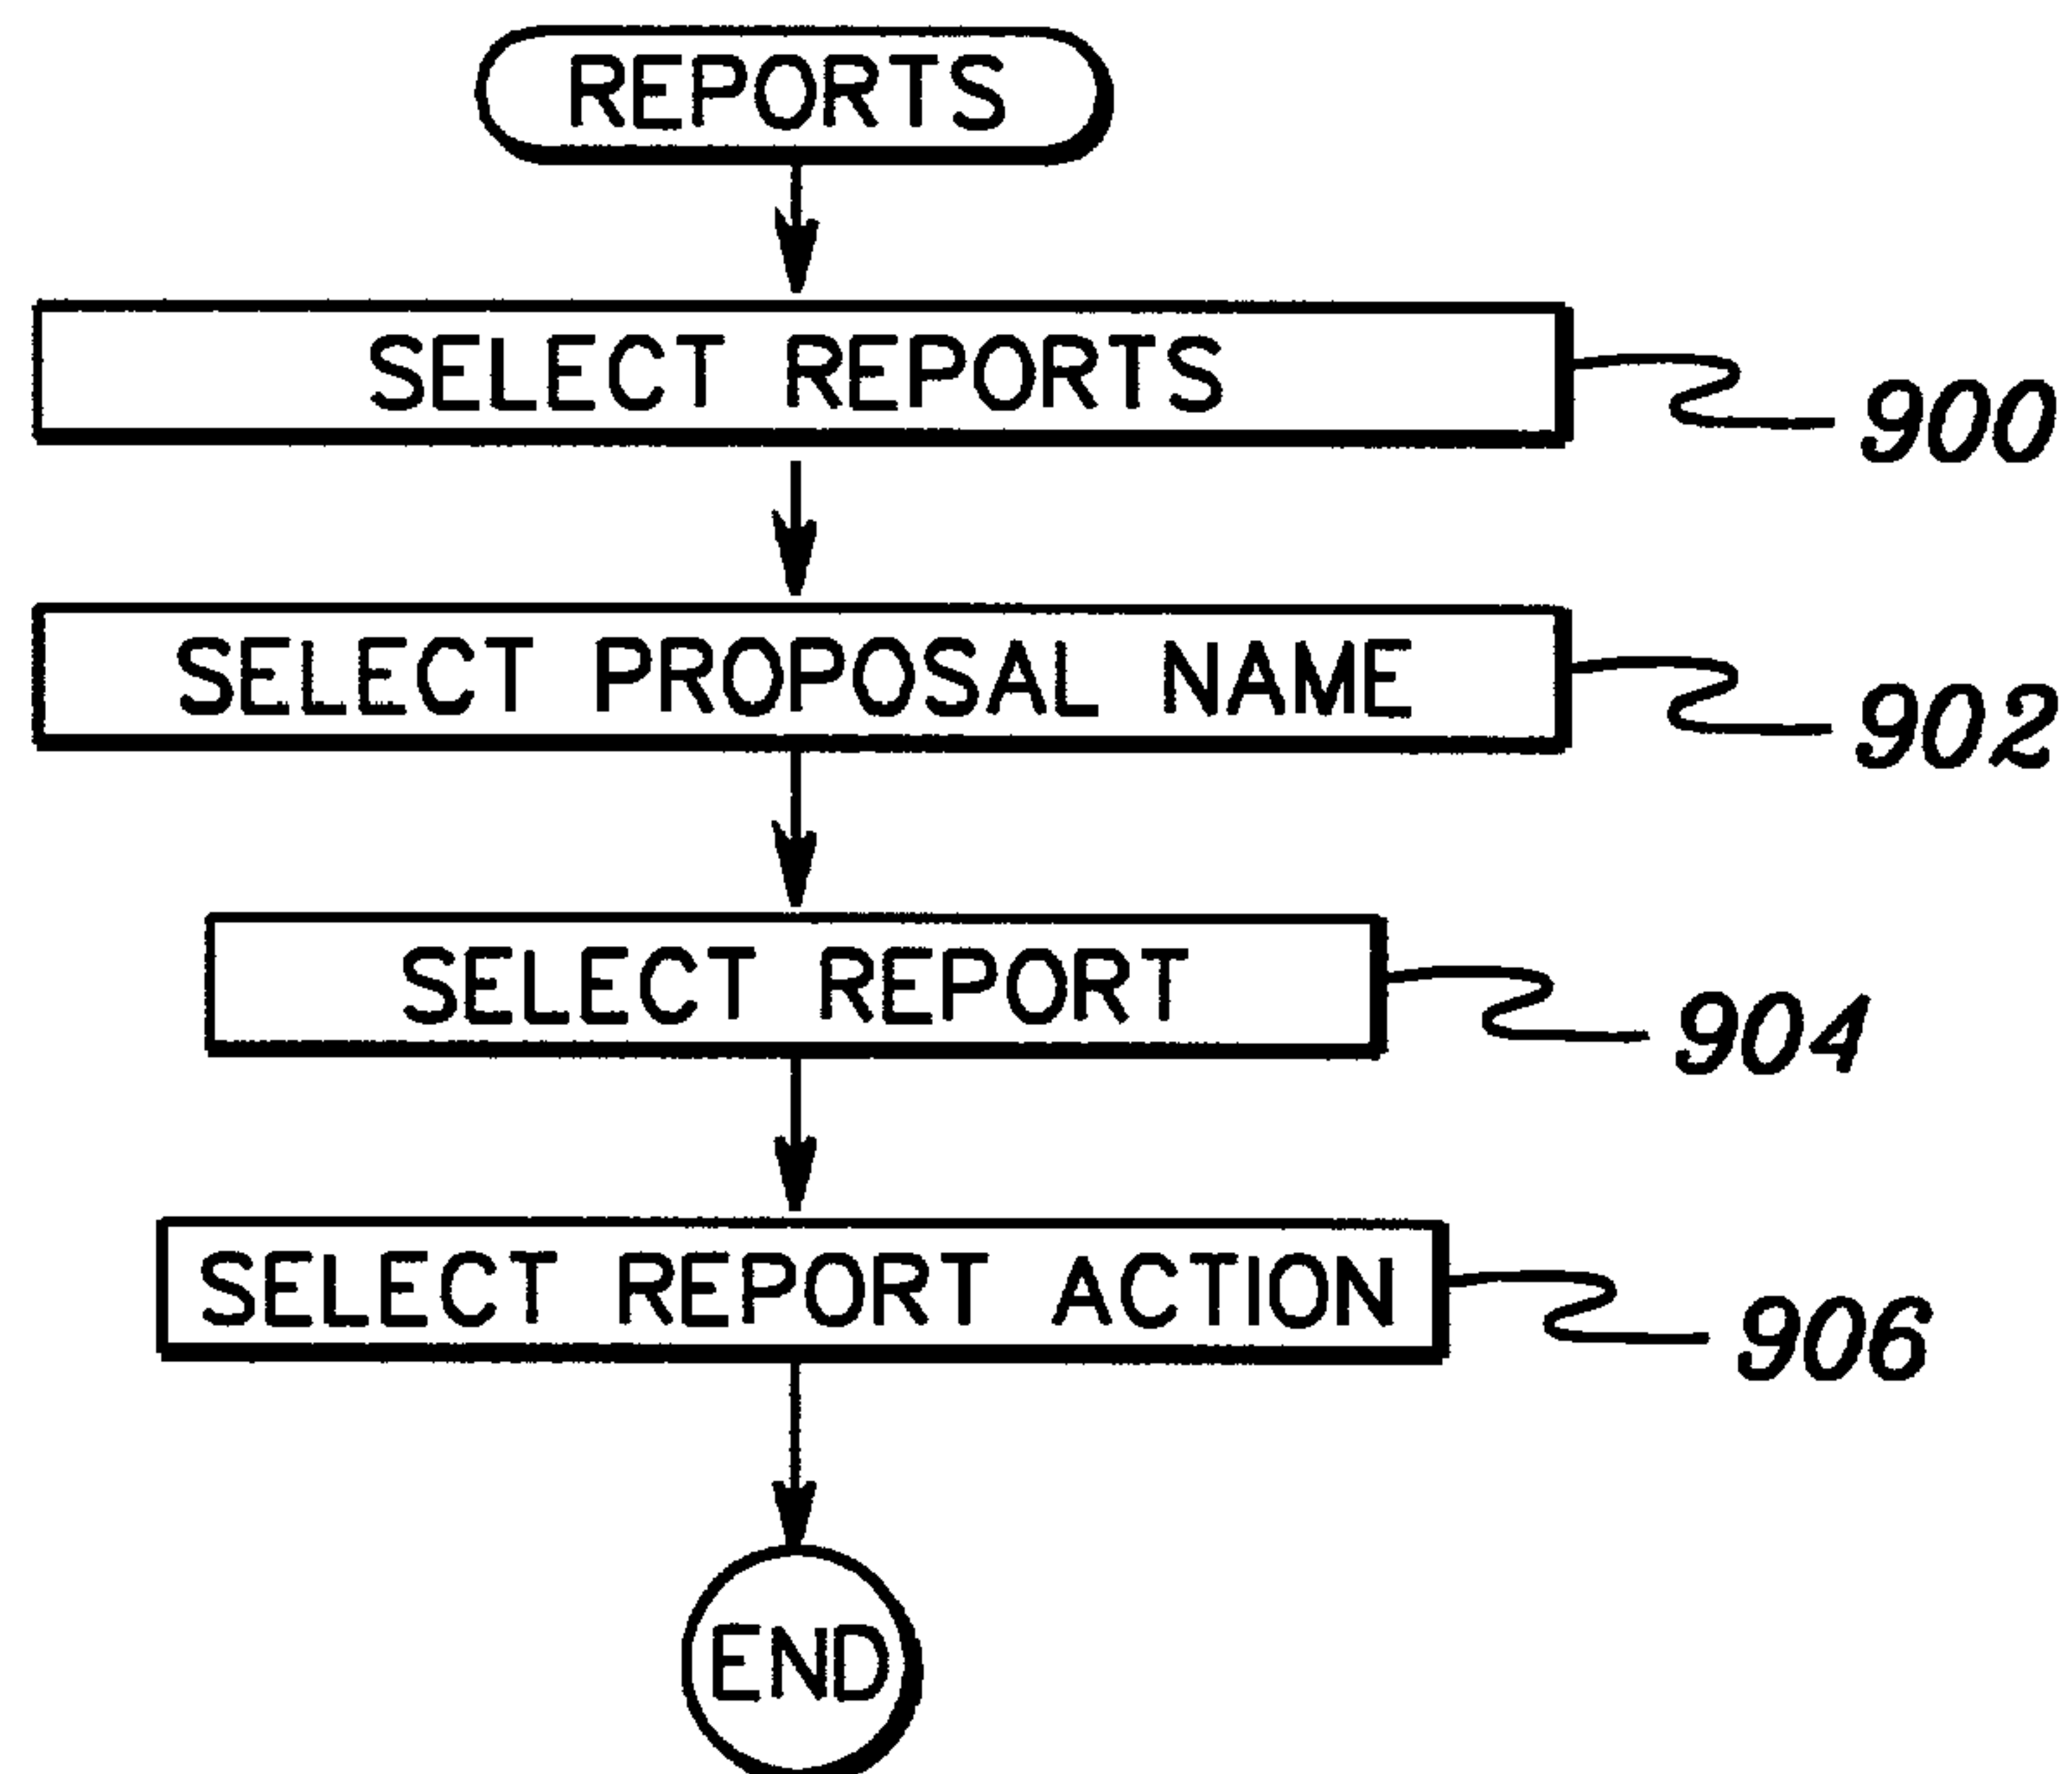 REPORTS
SELECT REPORTS
900
SELECT PROPOSAL NAME
902
SELECT REPORT
904
SELECT REPORT ACTION
906
END